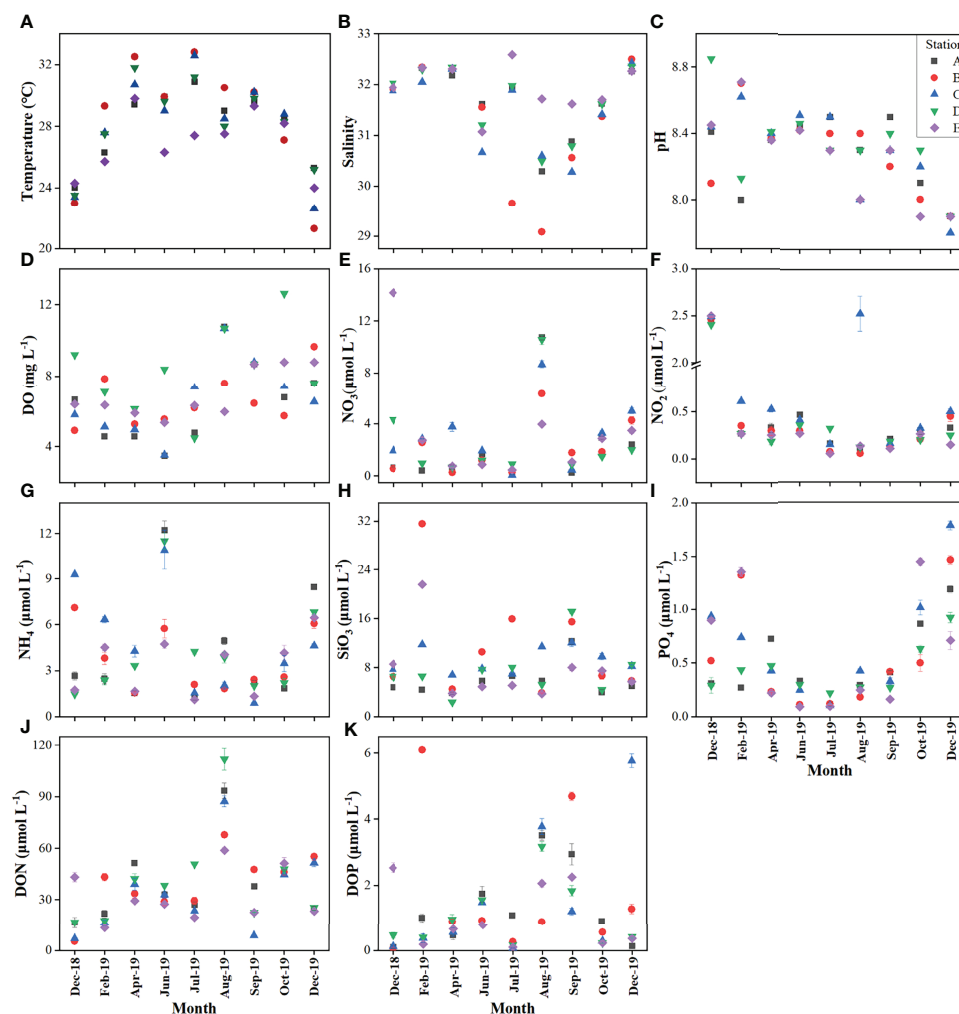 A
B
C
Temperature (°C)
32
28
24
20
Salinity
33
32
31
30
29
pH
8.8
8.4
8.0
Station
A
B
C
D
E
D
E
F
DO (mg L-1)
12
8
4
NO3(μmol L-1)
16
12
8
4
0
NO2 (μmol L-1)
3.0
2.5
2.0
0.5
0.0
G
H
I
NH4 (μmol L-1)
12
9
6
3
0
SiO3 (μmol L-1)
32
24
16
8
0
PO4 (μmol L-1)
2.0
1.5
1.0
0.5
0.0
Dec-18
Feb-19
Apr-19
Jun-19
Jul-19
Aug-19
Sep-19
Oct-19
Dec-19
Month
J
K
DON (μmol L-1)
120
90
60
30
0
Dec-18
Feb-19
Apr-19
Jun-19
Jul-19
Aug-19
Sep-19
Oct-19
Dec-19
Month
DOP (μmol L-1)
6
4
2
0
Dec-18
Feb-19
Apr-19
Jun-19
Jul-19
Aug-19
Sep-19
Oct-19
Dec-19
Month